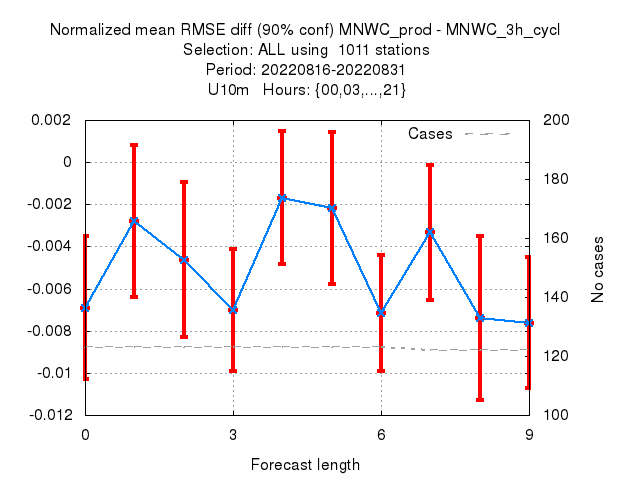 Normalized mean RMSE diff (90% conf) MNWC_prod - MNWC_3h_cycl
Selection: ALL using  1011 stations
Period: 20220816-20220831
U10m   Hours: {00,03,...,21}
Cases
0.002
0
-0.002
-0.004
-0.006
-0.008
-0.01
-0.012
200
180
160
140
120
100
No cases
0
3
6
9
Forecast length